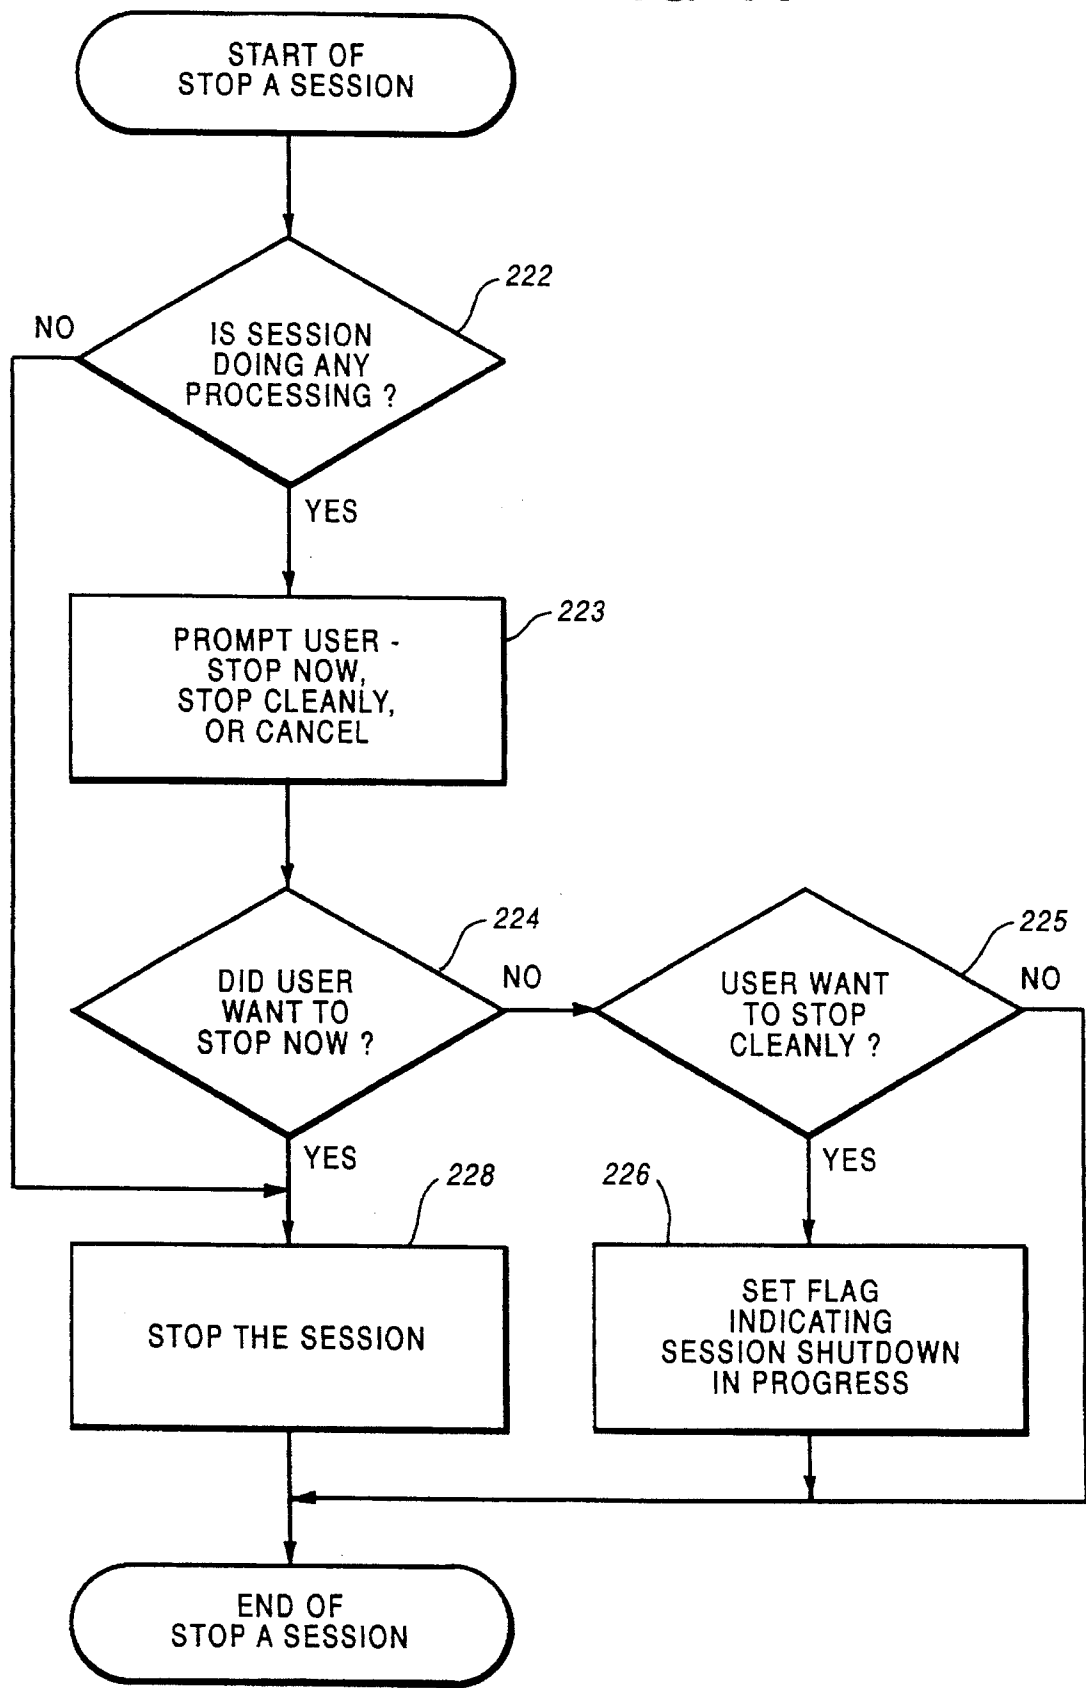 START OF
STOP A SESSION
222
NO
IS SESSION
DOING ANY
PROCESSING ?
YES
223
PROMPT USER -
STOP NOW,
STOP CLEANLY,
OR CANCEL
224
DID USER
WANT TO
STOP NOW ?
NO
225
USER WANT
TO STOP
CLEANLY ?
NO
YES
228
STOP THE SESSION
YES
226
SET FLAG
INDICATING
SESSION SHUTDOWN
IN PROGRESS
END OF
STOP A SESSION